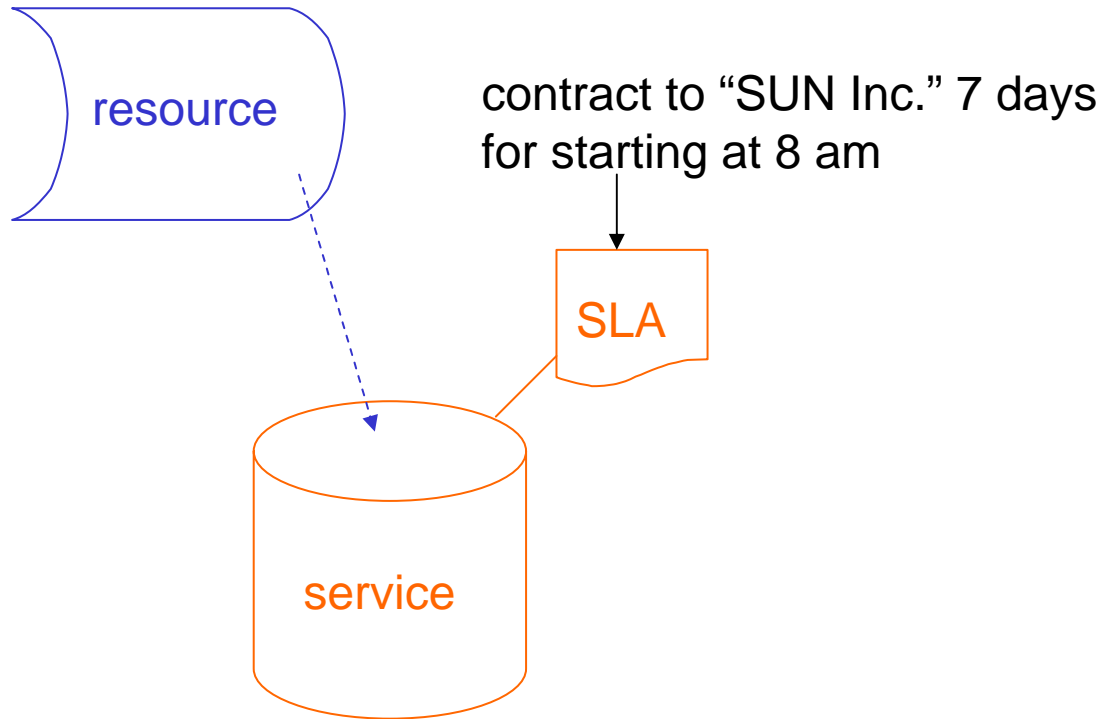 resource
contract to “SUN Inc.” 7 days
for starting at 8 am
SLA
service